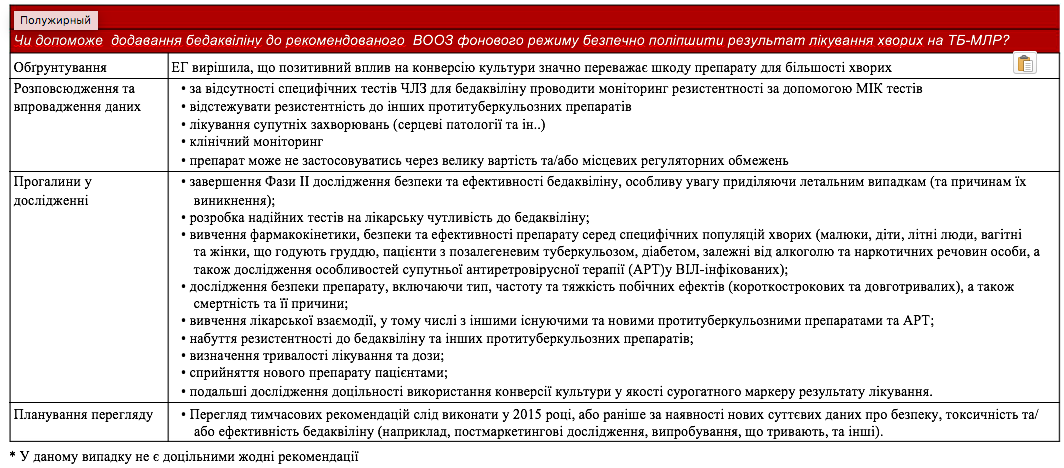 Полужирный
Чи допоможе додавання бедаквіліну до рекомендованого ВООЗ фонового режиму безпечно поліпшити результат лікування хворих на ТБ-МЛР?
Обґрунтування
ЕГ вирішила, що позитивний вплив на конверсію культури значно переважає шкоду препарату для більшості хворих
Розповсюдження та
впровадження даних
• за відсутності специфічних тестів ЧЛЗ для бедаквіліну проводити моніторинг резистентності за допомогою МІК тестів
• відстежувати резистентність до інших протитуберкульозних препаратів
• лікування супутніх захворювань (серцеві патології та ін..)
• клінічний моніторинг
• препарат може не застосовуватись через велику вартість та/або місцевих регуляторних обмежень
Прогалини у
дослідженні
• завершення Фази II дослідження безпеки та ефективності бедаквіліну, особливу увагу приділяючи летальним випадкам (та причинам їх
виникнення);
• розробка надійних тестів на лікарську чутливість до бедаквіліну;
• вивчення фармакокінетики, безпеки та ефективності препарату серед специфічних популяцій хворих (малюки, діти, літні люди, вагітні
та жінки, що годують груддю, пацієнти з позалегеневим туберкульозом, діабетом, залежні від алкоголю та наркотичних речовин особи, а
також дослідження особливостей супутньої антиретровірусної терапії (АРТ)у ВІЛ-інфікованих);
• дослідження безпеки препарату, включаючи тип, частоту та тяжкість побічних ефектів (короткострокових та довготривалих), а також
смертність та її причини;
• вивчення лікарської взаємодії, у тому числі з іншими існуючими та новими протитуберкульозними препаратами та АРТ;
• набуття резистентності до бедаквіліну та інших протитуберкульозних препаратів;
• визначення тривалості лікування та дози;
• сприйняття нового препарату пацієнтами;
• подальші дослідження доцільності використання конверсії культури у якості сурогатного маркеру результату лікування.
Планування перегляду
• Перегляд тимчасових рекомендацій слід виконати у 2015 році, або раніше за наявності нових суттєвих даних про безпеку, токсичність та/
або ефективність бедаквіліну (наприклад, постмаркетингові дослідження, випробування, що тривають, та інші).
* У даному випадку не є доцільними жодні рекомендації